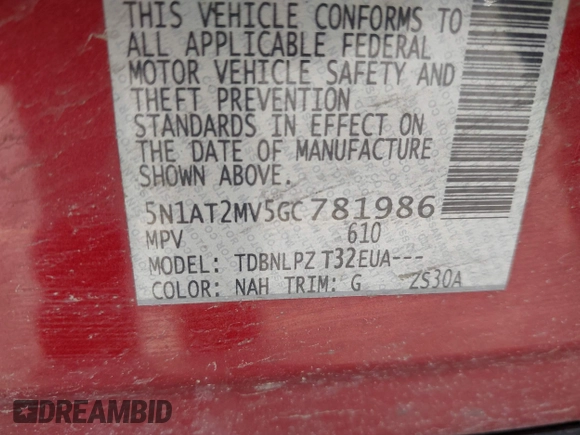 THIS VEHICLE CONFORMS TO
ALL APPLICABLE FEDERAL
MOTOR VEHICLE SAFETY AND
THEFT PREVENTION
STANDARDS IN EFFECT ON
THE DATE OF MANUFACTURE
SHOWN ABOVE.
5N1AT2MV5GC781986
MPV 610
MODEL: TDBNLPZ T32EUA---
COLOR: NAH TRIM: G ZS30A
DREAMBID